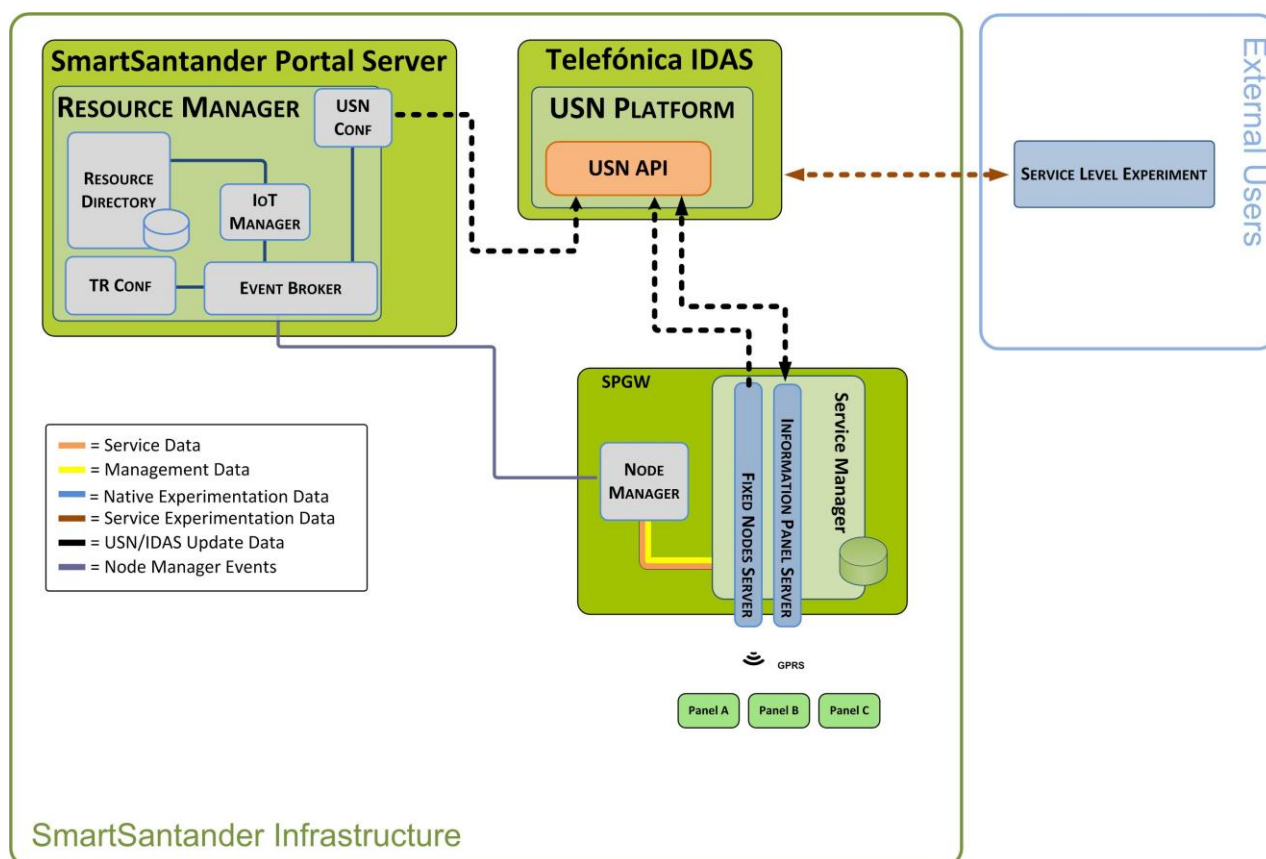 SmartSantander Portal Server
RESOURCE MANAGER
USN
CONF
RESOURCE
DIRECTORY
IOT
MANAGER
TR CONF
EVENT BROKER
Telefónica IDAS
USN PLATFORM
USN API
External Users
SERVICE LEVEL EXPERIMENT
SPGW
NODE
MANAGER
FIXED NODES SERVER
INFORMATION PANEL SERVER
Service Manager
= Service Data
= Management Data
= Native Experimentation Data
= Service Experimentation Data
= USN/IDAS Update Data
= Node Manager Events
GPRS
Panel A
Panel B
Panel C
SmartSantander Infrastructure